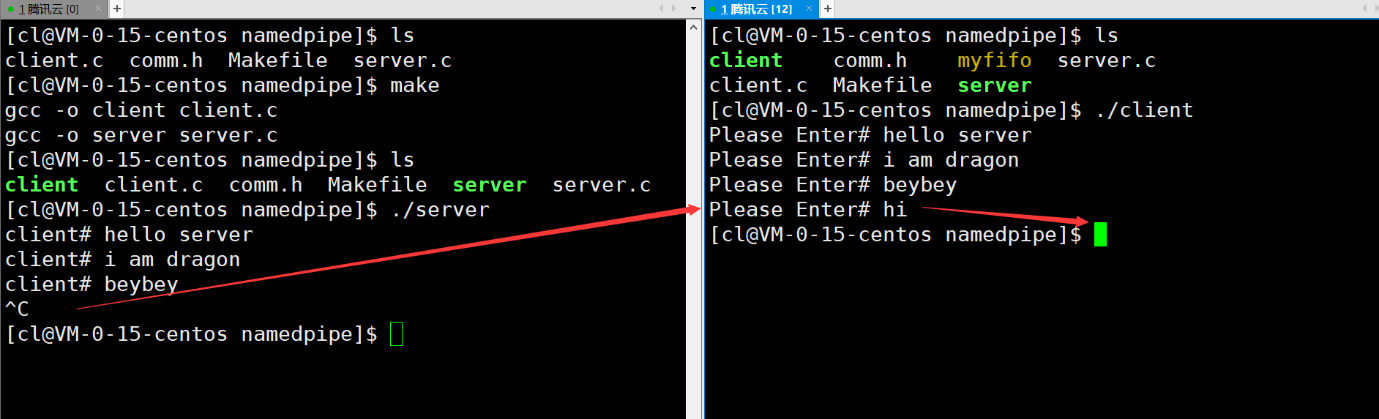 1 腾讯云 [0]
[cl@VM-0-15-centos namedpipe]$ ls
client.c comm.h Makefile server.c
[cl@VM-0-15-centos namedpipe]$ make
gcc -o client client.c
gcc -o server server.c
[cl@VM-0-15-centos namedpipe]$ ls
client client.c comm.h Makefile server server.c
[cl@VM-0-15-centos namedpipe]$ ./server
client# hello server
client# i am dragon
client# beybey
^C
[cl@VM-0-15-centos namedpipe]$
1 腾讯云 [12]
[cl@VM-0-15-centos namedpipe]$ ls
client comm.h myfifo server.c
client.c Makefile server
[cl@VM-0-15-centos namedpipe]$ ./client
Please Enter# hello server
Please Enter# i am dragon
Please Enter# beybey
Please Enter# hi
[cl@VM-0-15-centos namedpipe]$